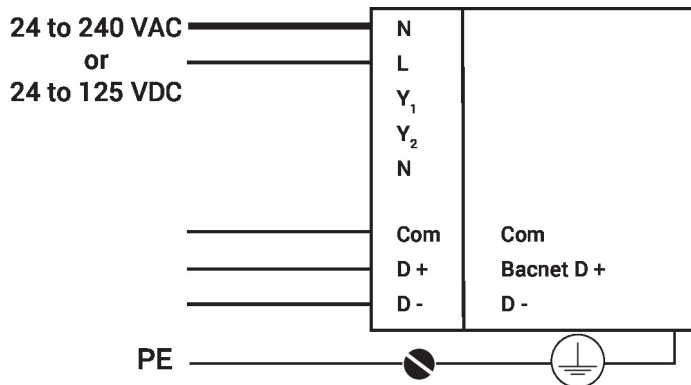 24 to 240 VAC
or
24 to 125 VDC
N
L
Y1
Y2
N
Com Com
D + Bacnet D +
D - D -
PE